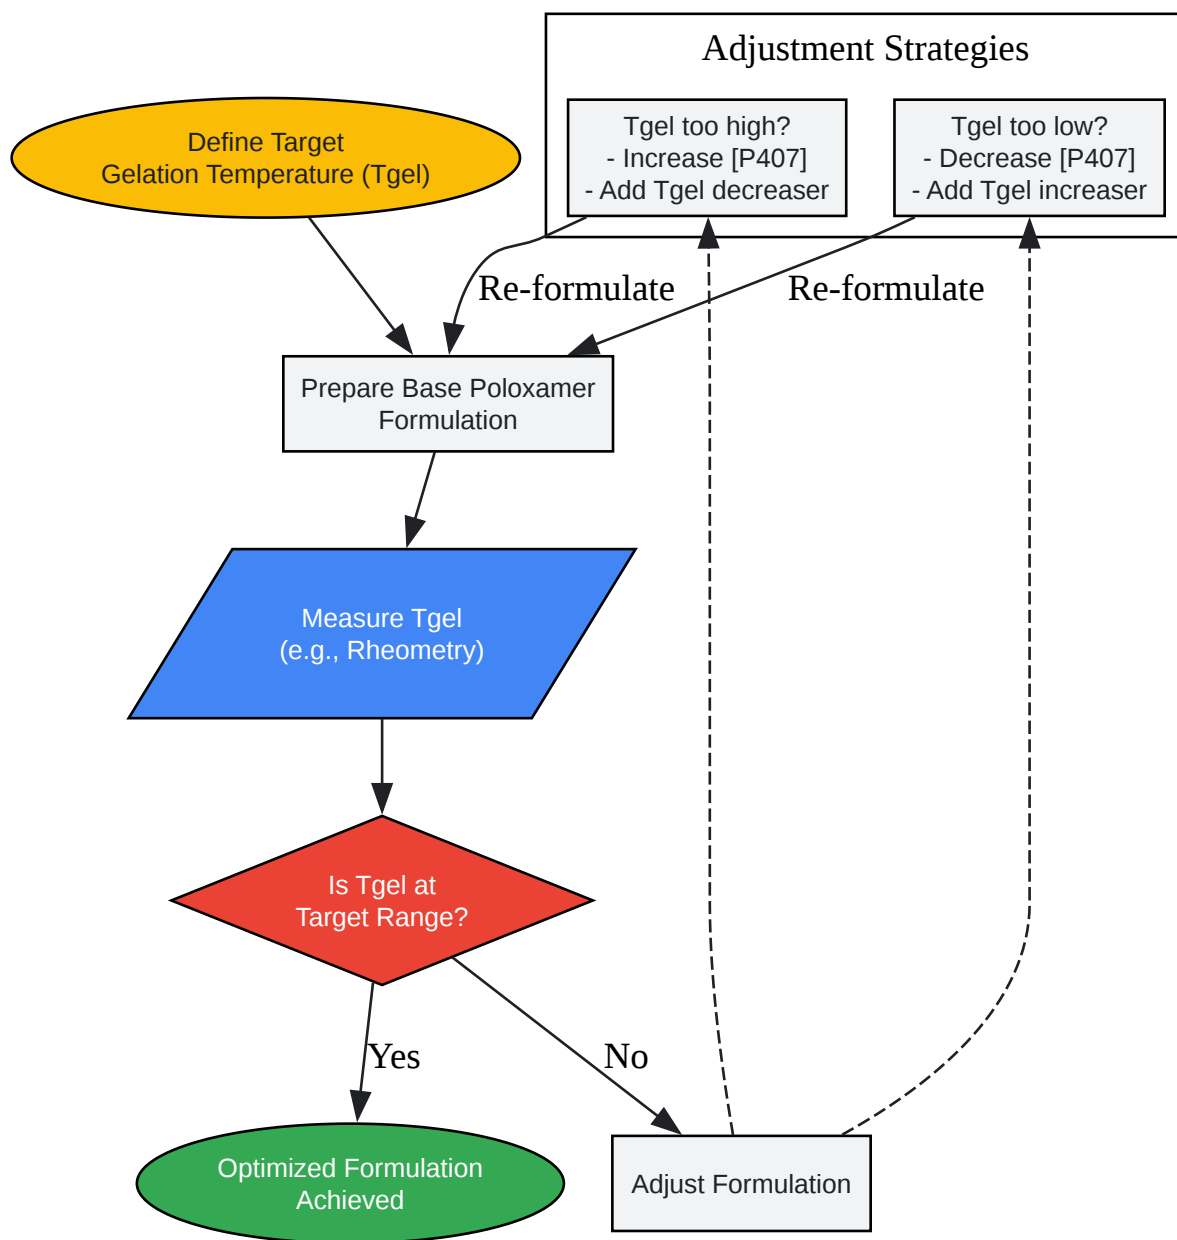 Adjustment Strategies
Define Target
Gelation Temperature (Tgel)
Tgel too high?
- Increase [P407]
- Add Tgel decreaser
Tgel too low?
- Decrease [P407]
- Add Tgel increaser
Re-formulate
Re-formulate
Prepare Base Poloxamer
Formulation
Measure Tgel
(e.g., Rheometry)
Is Tgel at
Target Range?
Yes
No
Optimized Formulation
Achieved
Adjust Formulation